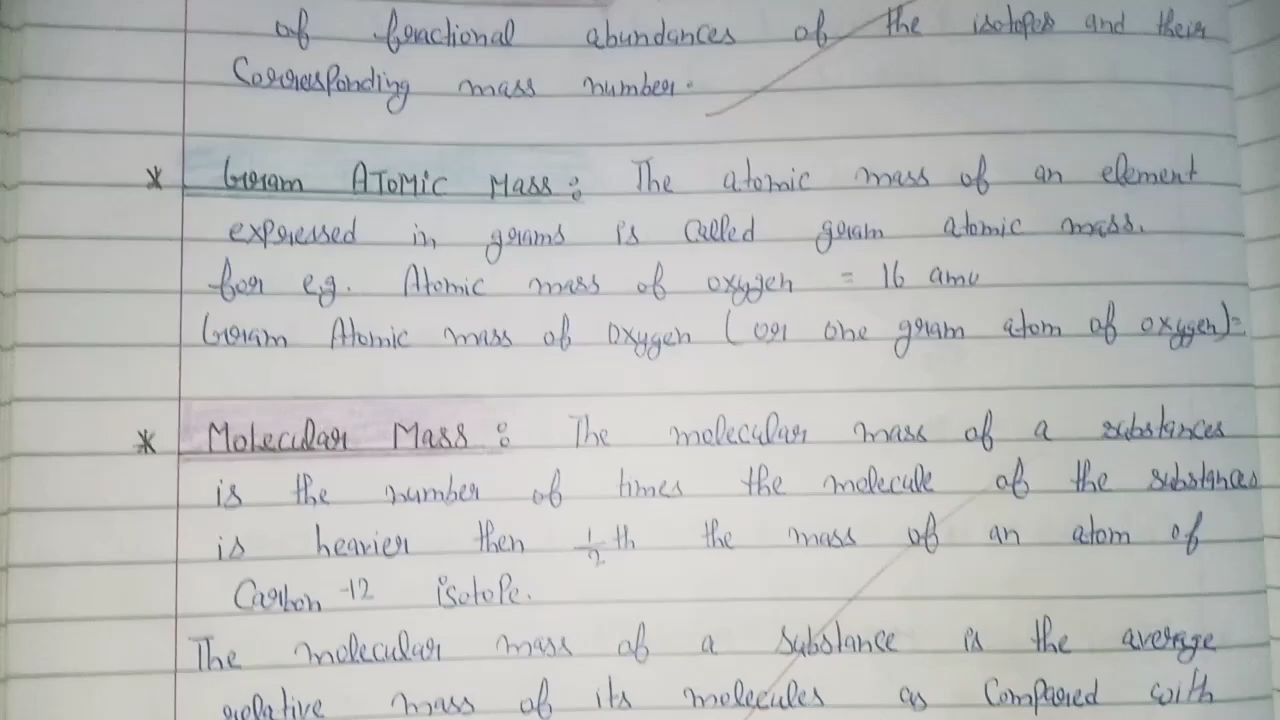 of fractional abundances of the isotopes and their
Corresponding mass number.
* Gram ATOMIC MASS : The atomic mass of an element
expressed in grams is called gram atomic mass.
for e.g. Atomic mass of oxygen = 16 amu
Gram Atomic mass of oxygen (or one gram atom of oxygen)=
* MOLECULAR MASS : The molecular mass of a substances
is the number of times the molecule of the substances
is heavier then 1/2 th the mass of an atom of
Carbon -12 isotope.
The molecular mass of a substance is the average
relative mass of its molecules as Compared with